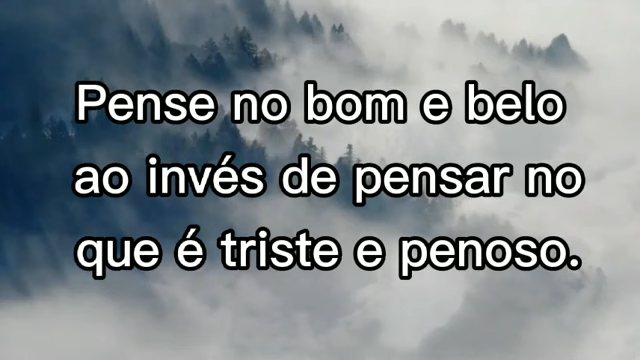 Pense no bom e belo
ao invés de pensar no
que é triste e penoso.